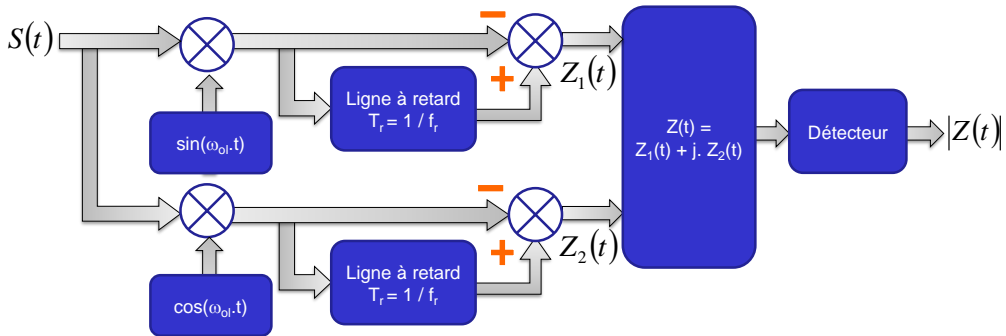 S(t)
−
+
Z₁(t)
Ligne à retard
Tᵣ = 1 / fᵣ
sin(ωₒₗ.t)
Z(t) =
Z₁(t) + j. Z₂(t)
Détecteur
|Z(t)|
−
+
Z₂(t)
Ligne à retard
Tᵣ = 1 / fᵣ
cos(ωₒₗ.t)